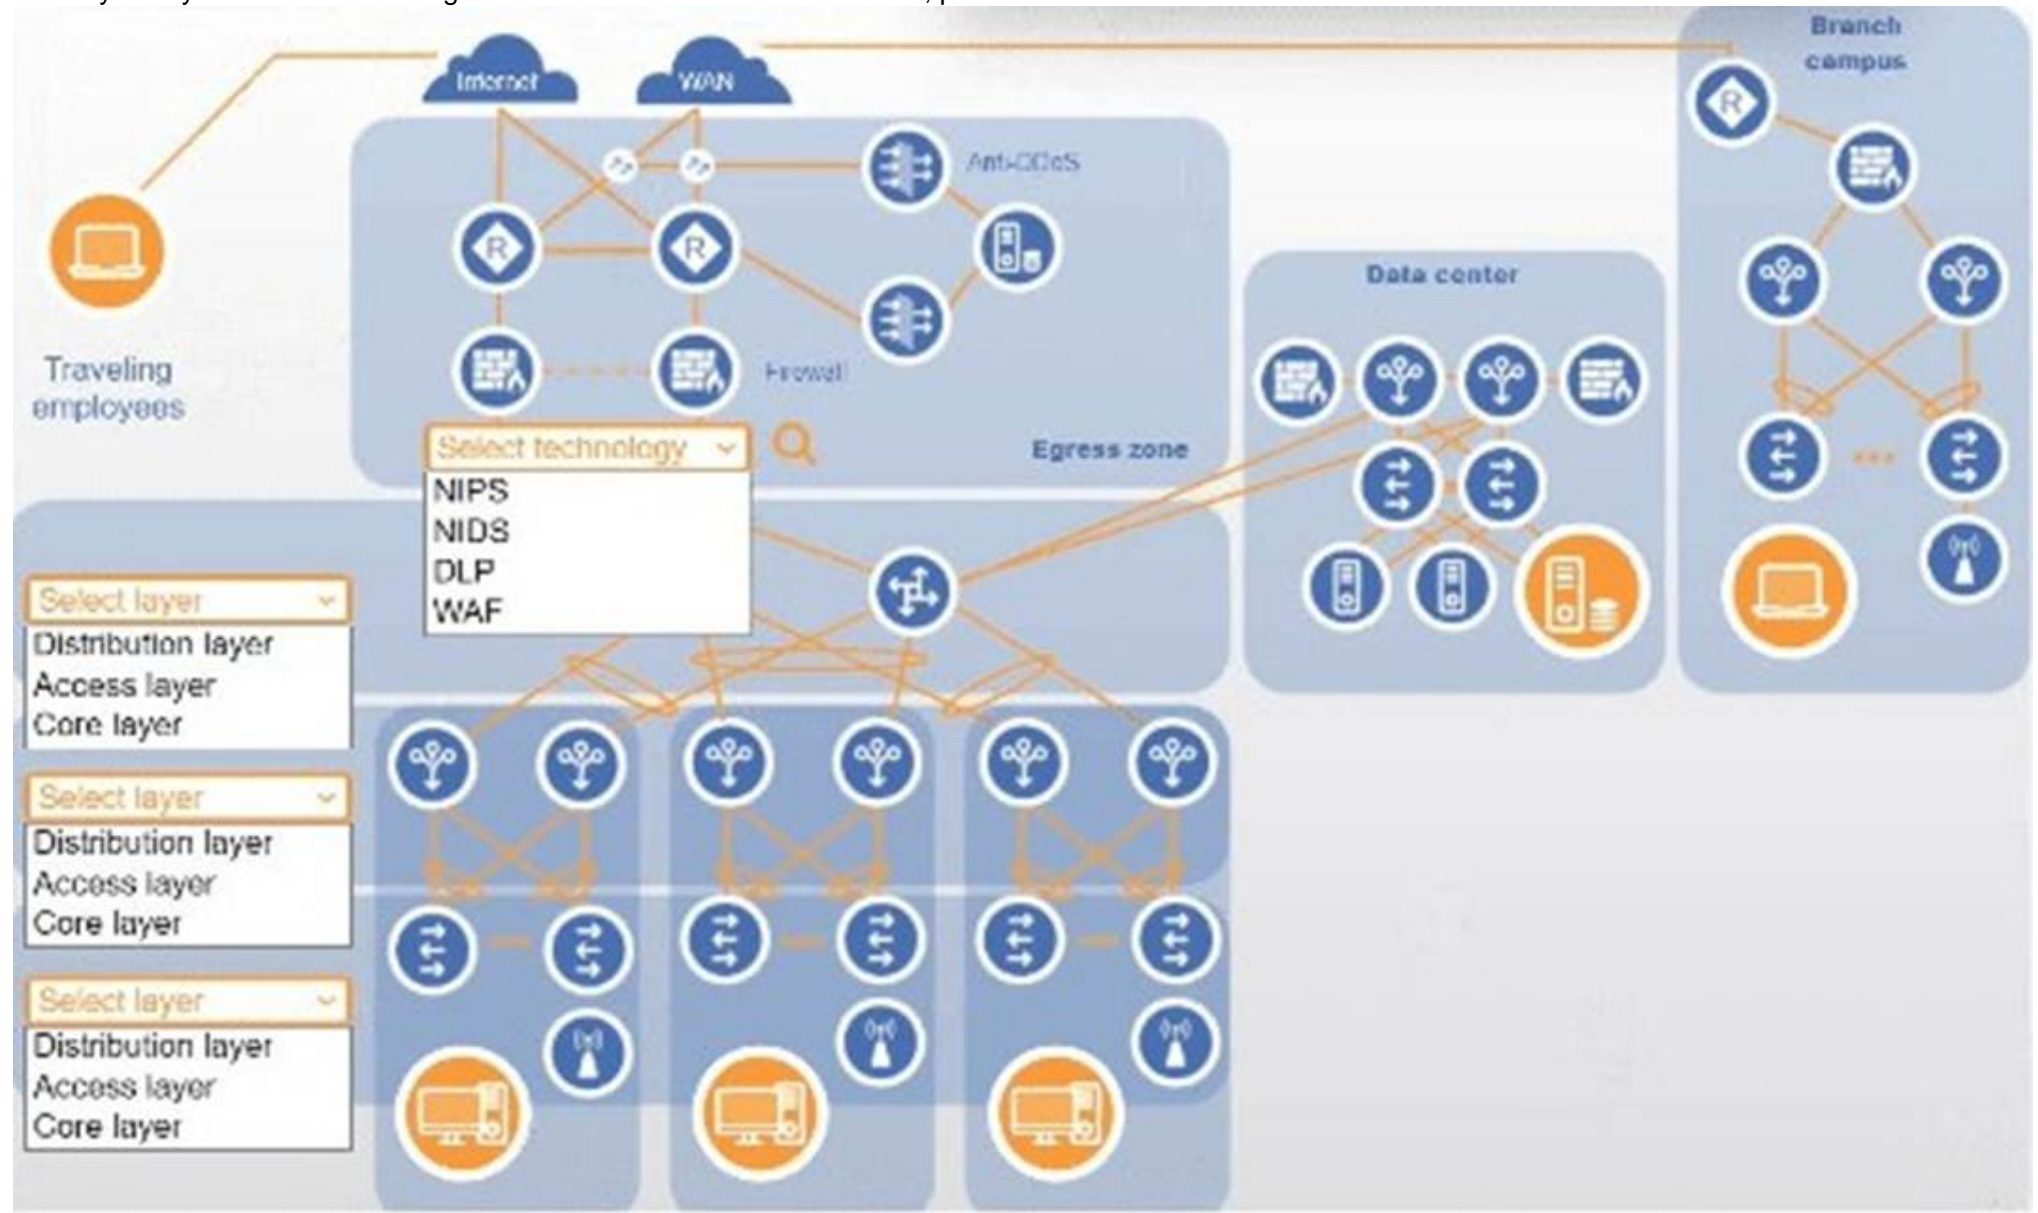 Internet
WAN
Branch
campus
Anti-DDoS
Data center
Traveling
employees
Firewall
Select technology
NIPS
NIDS
DLP
WAF
Egress zone
Select layer
Distribution layer
Access layer
Core layer
Select layer
Distribution layer
Access layer
Core layer
Select layer
Distribution layer
Access layer
Core layer
R
R
R